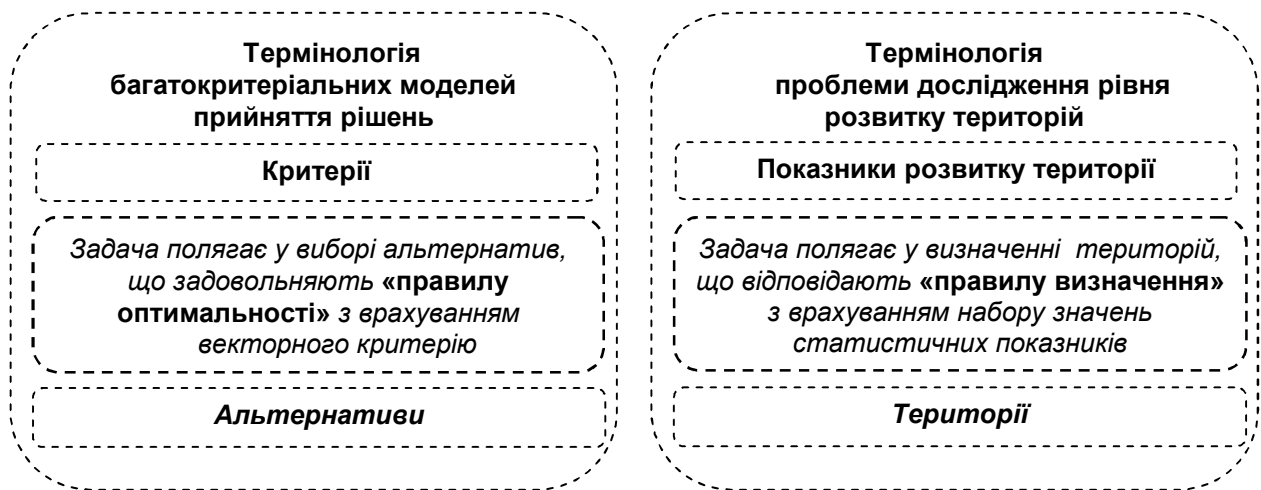 Термінологія
багатокритеріальних моделей
прийняття рішень
Критерії
Задача полягає у виборі альтернатив,
що задовольняють «правилу
оптимальності» з врахуванням
векторного критерію
Альтернативи
Термінологія
проблеми дослідження рівня
розвитку територій
Показники розвитку території
Задача полягає у визначенні територій,
що відповідають «правилу визначення»
з врахуванням набору значень
статистичних показників
Території